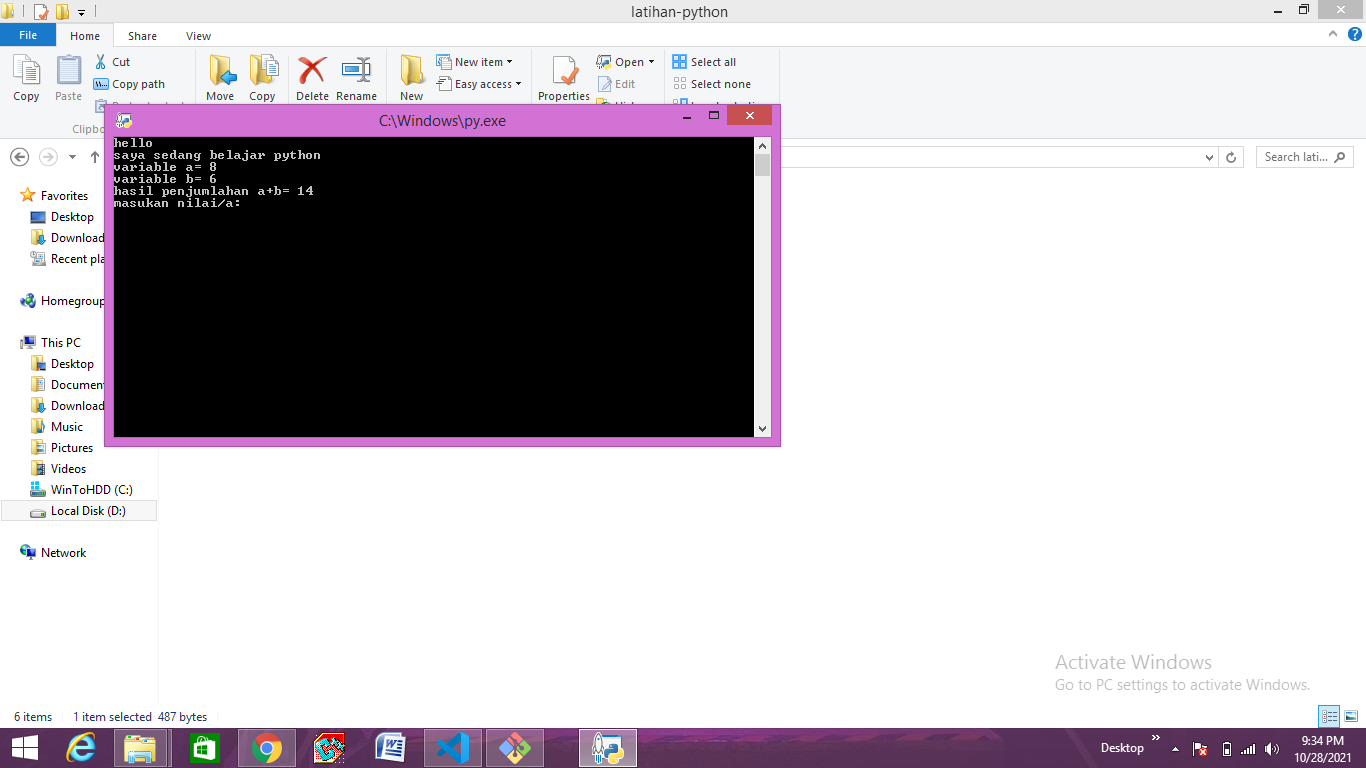 latihan-python
File Home Share View
Copy
Paste
Cut
Copy path
Move
Copy
Delete
Rename
New
New item
Easy access
Properties
Open
Edit
Select all
Select none
C:\Windows\py.exe
hello
saya sedang belajar python
variable a= 8
variable b= 6
hasil penjumlahan a+b= 14
masukan nilai/a:
Search lati...
Favorites
Desktop
Download
Recent pla
Homegroup
This PC
Desktop
Documen
Download
Music
Pictures
Videos
WinToHDD (C:)
Local Disk (D:)
Network
Activate Windows
Go to PC settings to activate Windows.
6 items 1 item selected 487 bytes
Desktop
9:34 PM
10/28/2021